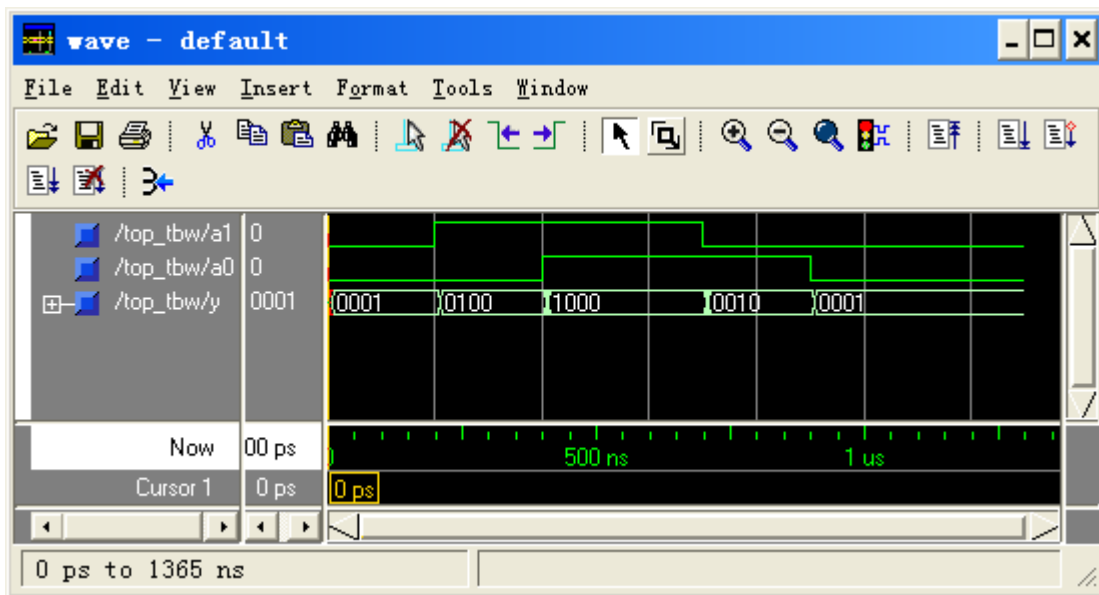 wave - default
File Edit View Insert Format Tools Window
/top_tbw/a1 0
/top_tbw/a0 0
/top_tbw/y 0001 0001 0100 1000 0010 0001
Now 00 ps 0 500 ns 1 us
Cursor 1 0 ps 0 ps
0 ps to 1365 ns